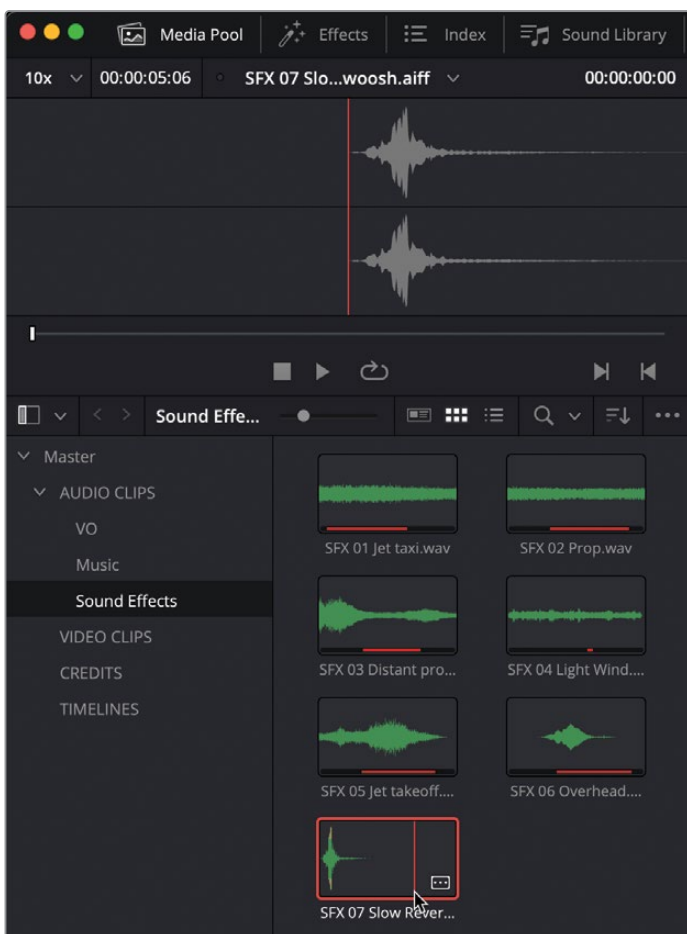 Media Pool Effects Index Sound Library
10x 00:00:05:06 SFX 07 Slo...woosh.aiff 00:00:00:00
Sound Effe...
Master
AUDIO CLIPS
VO
Music
Sound Effects
VIDEO CLIPS
CREDITS
TIMELINES
SFX 01 Jet taxi.wav SFX 02 Prop.wav
SFX 03 Distant pro... SFX 04 Light Wind....
SFX 05 Jet takeoff.... SFX 06 Overhead....
SFX 07 Slow Rever...